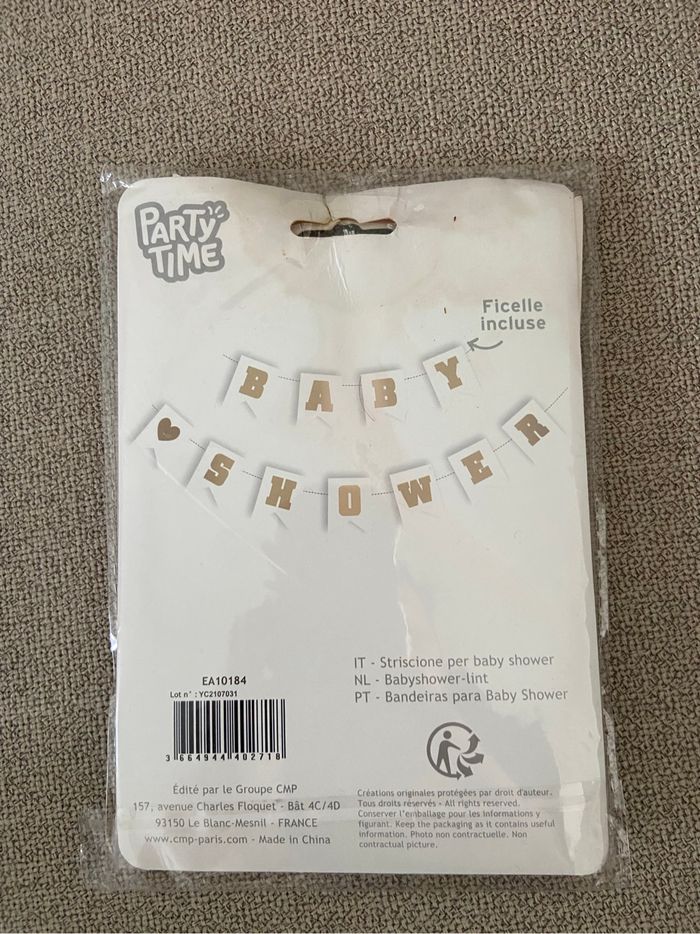 PARTY
TIME
Ficelle
incluse
BABY
SHOWER
IT - Striscione per baby shower
NL - Babyshower-lint
PT - Bandeiras para Baby Shower
EA10184
Lot n° : YC2107031
3 664944 402718
Édité par le Groupe CMP
157, avenue Charles Floquet - Bât 4C/4D
93150 Le Blanc-Mesnil - FRANCE
www.cmp-paris.com - Made in China
Créations originales protégées par droit d'auteur.
Tous droits réservés - All rights reserved.
Conserver l'emballage pour les informations y
figurant. Keep the packaging as it contains useful
information. Photo non contractuelle. Non
contractual picture.